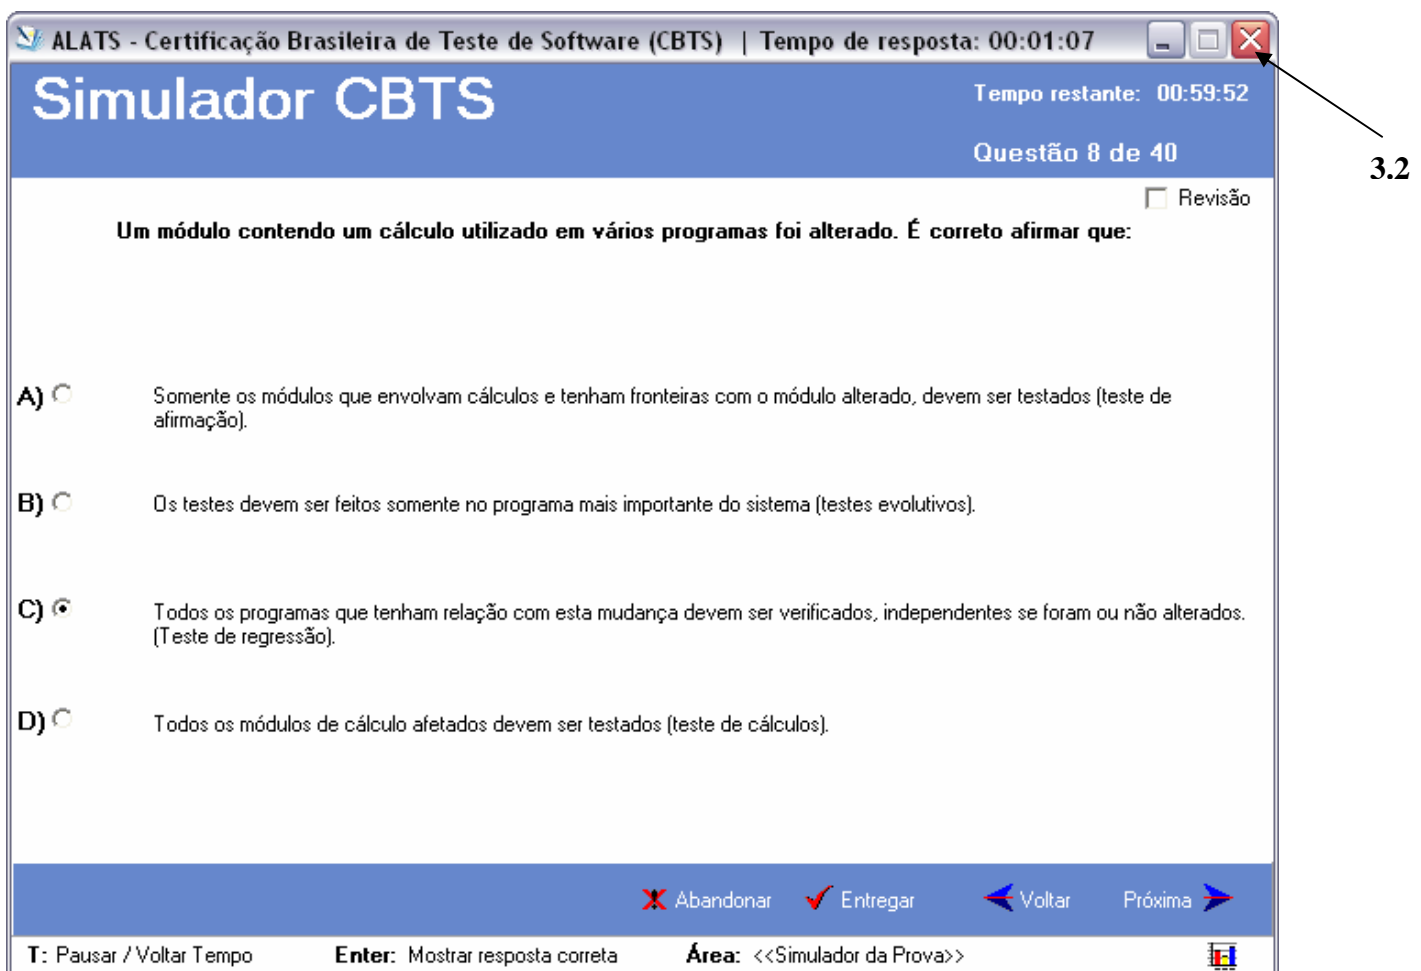 ALATS - Certificação Brasileira de Teste de Software (CBTS) | Tempo de resposta: 00:01:07
Simulador CBTS
Tempo restante: 00:59:52
Questão 8 de 40
3.2
Revisão
Um módulo contendo um cálculo utilizado em vários programas foi alterado. É correto afirmar que:
A) Somente os módulos que envolvam cálculos e tenham fronteiras com o módulo alterado, devem ser testados (teste de
afirmação).
B) Os testes devem ser feitos somente no programa mais importante do sistema (testes evolutivos).
C) Todos os programas que tenham relação com esta mudança devem ser verificados, independentes se foram ou não alterados.
(Teste de regressão).
D) Todos os módulos de cálculo afetados devem ser testados (teste de cálculos).
Abandonar Entregar Voltar Próxima
T: Pausar / Voltar Tempo Enter: Mostrar resposta correta Área: <<Simulador da Prova>>